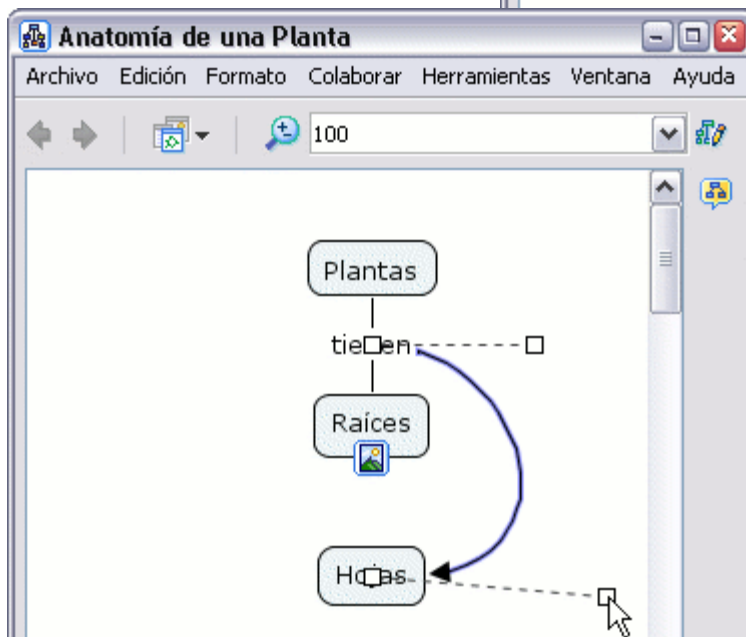 Anatomía de una Planta
Archivo Edición Formato Colaborar Herramientas Ventana Ayuda
100
Plantas
tienen
Raíces
Hojas